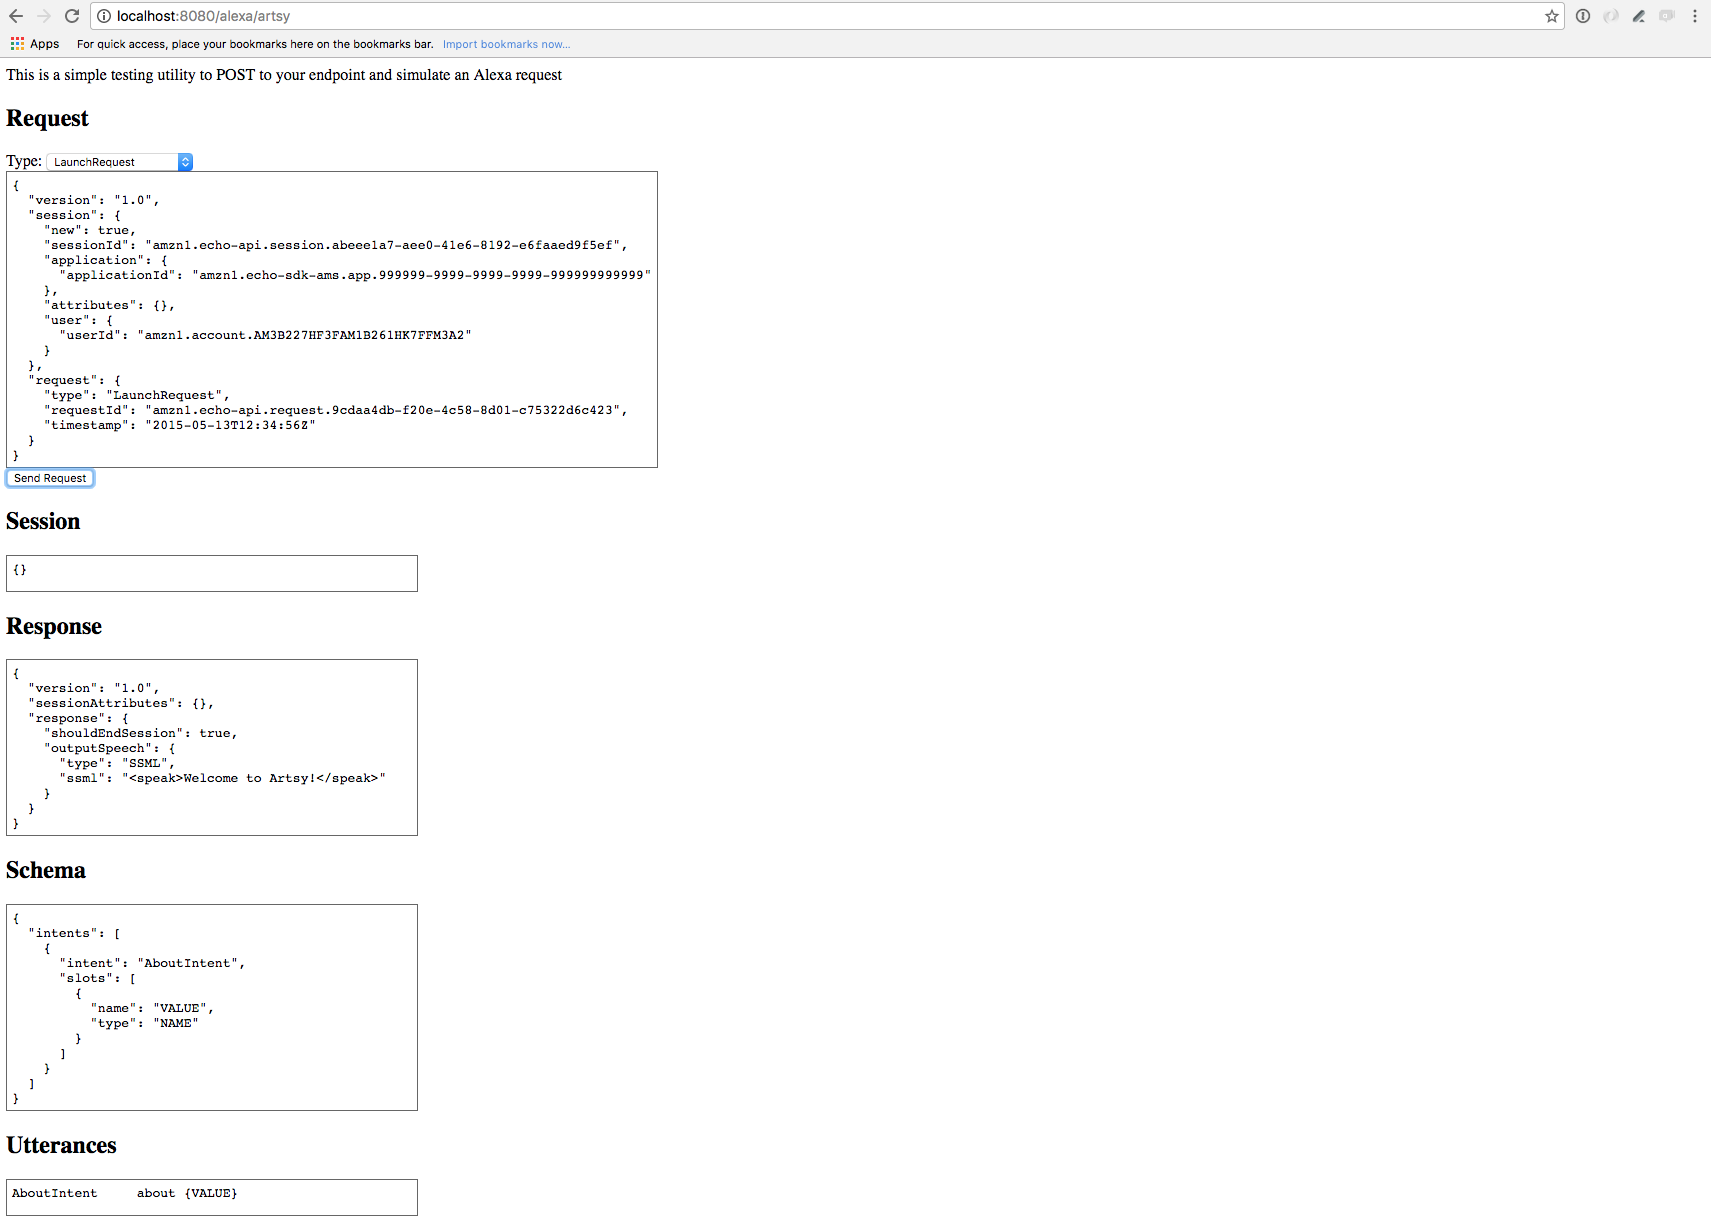 localhost:8080/alexa/artsy
Apps For quick access, place your bookmarks here on the bookmarks bar. Import bookmarks now...
This is a simple testing utility to POST to your endpoint and simulate an Alexa request
Request
Type: LaunchRequest
{
  "version": "1.0",
  "session": {
    "new": true,
    "sessionId": "amzn1.echo-api.session.abeee1a7-aee0-41e6-8192-e6faaed9f5ef",
    "application": {
      "applicationId": "amzn1.echo-sdk-ams.app.999999-9999-9999-9999-999999999999"
    },
    "attributes": {},
    "user": {
      "userId": "amzn1.account.AM3B227HF3FAM1B261HK7FFM3A2"
    }
  },
  "request": {
    "type": "LaunchRequest",
    "requestId": "amzn1.echo-api.request.9cdaa4db-f20e-4c58-8d01-c75322d6c423",
    "timestamp": "2015-05-13T12:34:56Z"
  }
}
Send Request
Session
{}
Response
{
  "version": "1.0",
  "sessionAttributes": {},
  "response": {
    "shouldEndSession": true,
    "outputSpeech": {
      "type": "SSML",
      "ssml": "<speak>Welcome to Artsy!</speak>"
    }
  }
}
Schema
{
  "intents": [
    {
      "intent": "AboutIntent",
      "slots": [
        {
          "name": "VALUE",
          "type": "NAME"
        }
      ]
    }
  ]
}
Utterances
AboutIntent     about {VALUE}